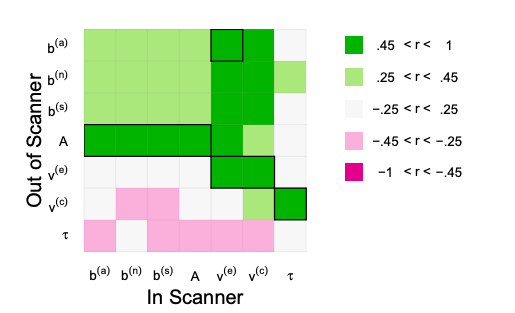 b(a)
b(n)
b(s)
A
v(e)
v(c)
τ
Out of Scanner
b(a) b(n) b(s) A v(e) v(c) τ
In Scanner
.45 < r < 1
.25 < r < .45
−.25 < r < .25
−.45 < r < −.25
−1 < r < −.45